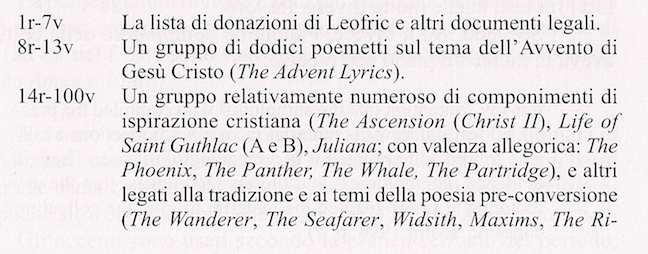 1r-7v La lista di donazioni di Leofric e altri documenti legali.
8r-13v Un gruppo di dodici poemetti sul tema dell'Avvento di
Gesù Cristo (The Advent Lyrics).
14r-100v Un gruppo relativamente numeroso di componimenti di
ispirazione cristiana (The Ascension (Christ II), Life of
Saint Guthlac (A e B), Juliana; con valenza allegorica: The
Phoenix, The Panther, The Whale, The Partridge), e altri
legati alla tradizione e ai temi della poesia pre-conversione
(The Wanderer, The Seafarer, Widsith, Maxims, The Ri-